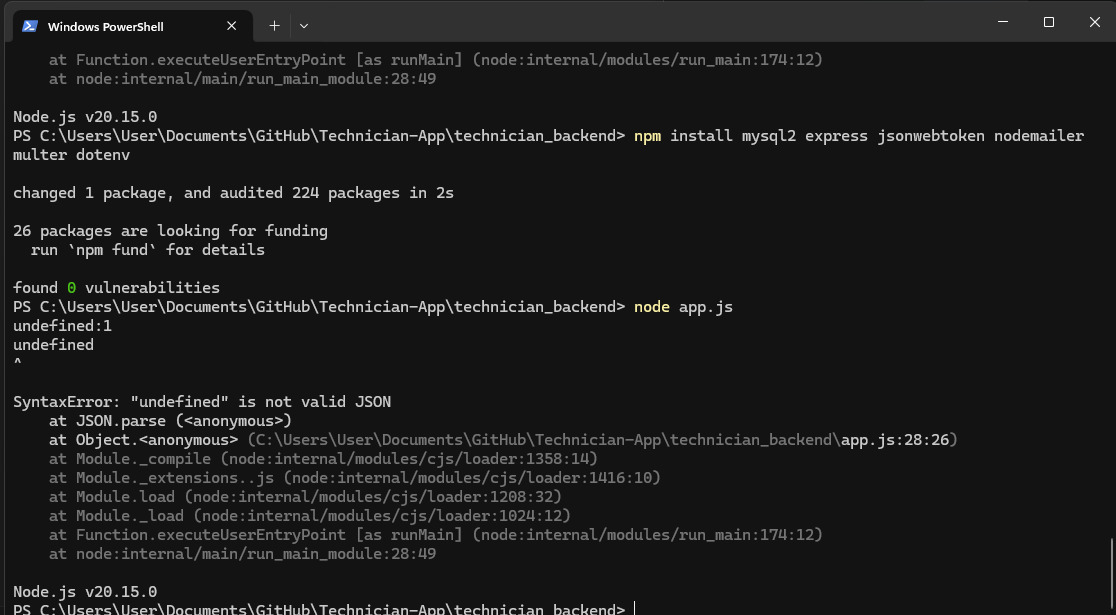 Windows PowerShell
    at Function.executeUserEntryPoint [as runMain] (node:internal/modules/run_main:174:12)
    at node:internal/main/run_main_module:28:49
Node.js v20.15.0
PS C:\Users\User\Documents\GitHub\Technician-App\technician_backend> npm install mysql2 express jsonwebtoken nodemailer
multer dotenv
changed 1 package, and audited 224 packages in 2s
26 packages are looking for funding
  run `npm fund` for details
found 0 vulnerabilities
PS C:\Users\User\Documents\GitHub\Technician-App\technician_backend> node app.js
undefined:1
undefined
^
SyntaxError: "undefined" is not valid JSON
    at JSON.parse (<anonymous>)
    at Object.<anonymous> (C:\Users\User\Documents\GitHub\Technician-App\technician_backend\app.js:28:26)
    at Module._compile (node:internal/modules/cjs/loader:1358:14)
    at Module._extensions..js (node:internal/modules/cjs/loader:1416:10)
    at Module.load (node:internal/modules/cjs/loader:1208:32)
    at Module._load (node:internal/modules/cjs/loader:1024:12)
    at Function.executeUserEntryPoint [as runMain] (node:internal/modules/run_main:174:12)
    at node:internal/main/run_main_module:28:49
Node.js v20.15.0
PS C:\Users\User\Documents\GitHub\Technician-App\technician_backend>